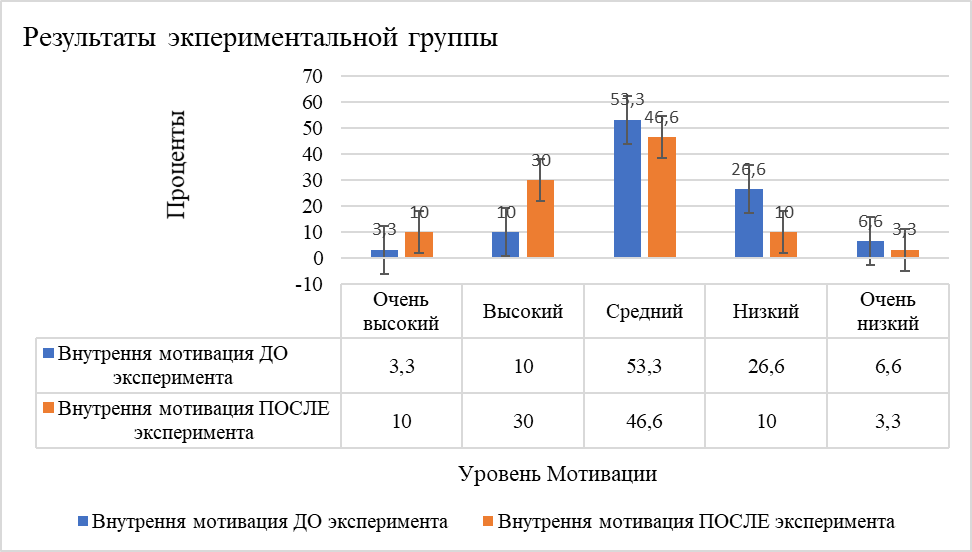 Результаты экпериментальной группы
Проценты
70
60
50
40
30
20
10
0
-10
3,3
10
10
30
53,3
46,6
26,6
10
6,6
3,3
Очень высокий
Высокий
Средний
Низкий
Очень низкий
Внутрення мотивация ДО
эксперимента
3,3 10 53,3 26,6 6,6
Внутрення мотивация ПОСЛЕ
эксперимента
10 30 46,6 10 3,3
Уровень Мотивации
Внутрення мотивация ДО эксперимента
Внутрення мотивация ПОСЛЕ эксперимента